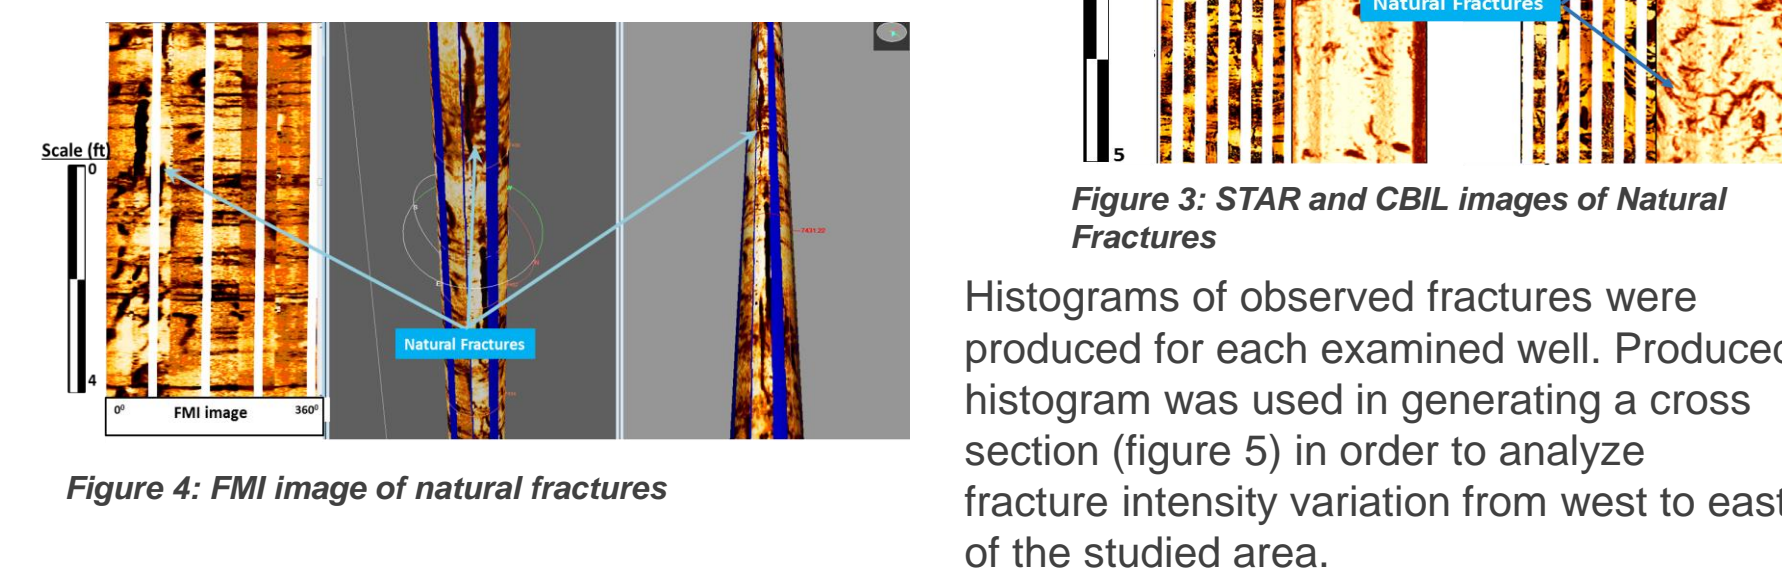 Scale (ft)
0
4
0⁰ FMI image 360⁰
Natural Fractures
7431.22
Figure 4: FMI image of natural fractures
Natural Fractures
5
Figure 3: STAR and CBIL images of Natural
Fractures
Histograms of observed fractures were
produced for each examined well. Produced
histogram was used in generating a cross
section (figure 5) in order to analyze
fracture intensity variation from west to east
of the studied area.